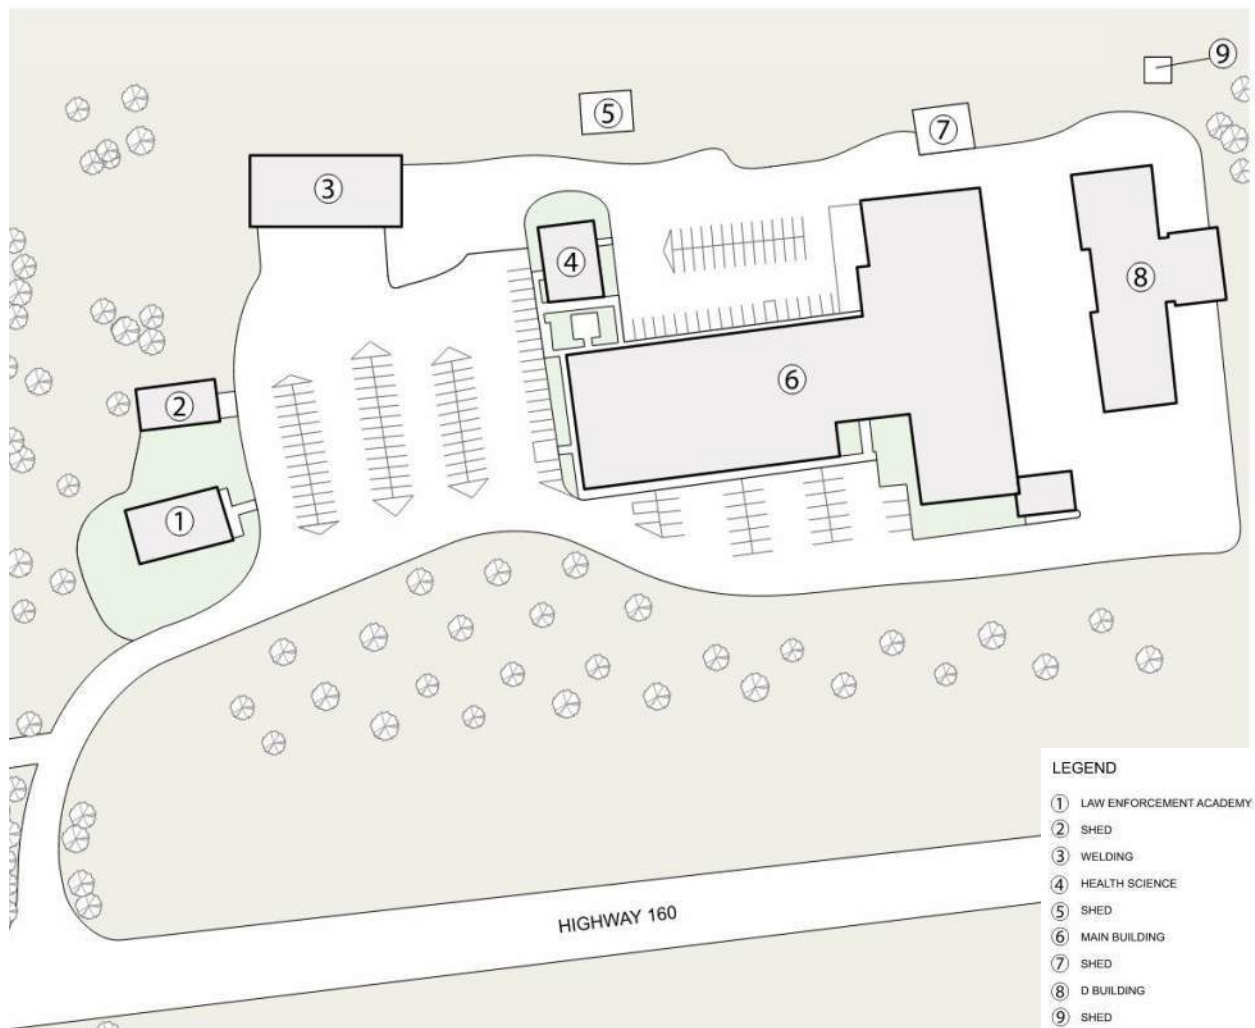 ⑨
⑤
⑦
③
④
⑧
⑥
②
①
HIGHWAY 160
LEGEND
① LAW ENFORCEMENT ACADEMY
② SHED
③ WELDING
④ HEALTH SCIENCE
⑤ SHED
⑥ MAIN BUILDING
⑦ SHED
⑧ D BUILDING
⑨ SHED